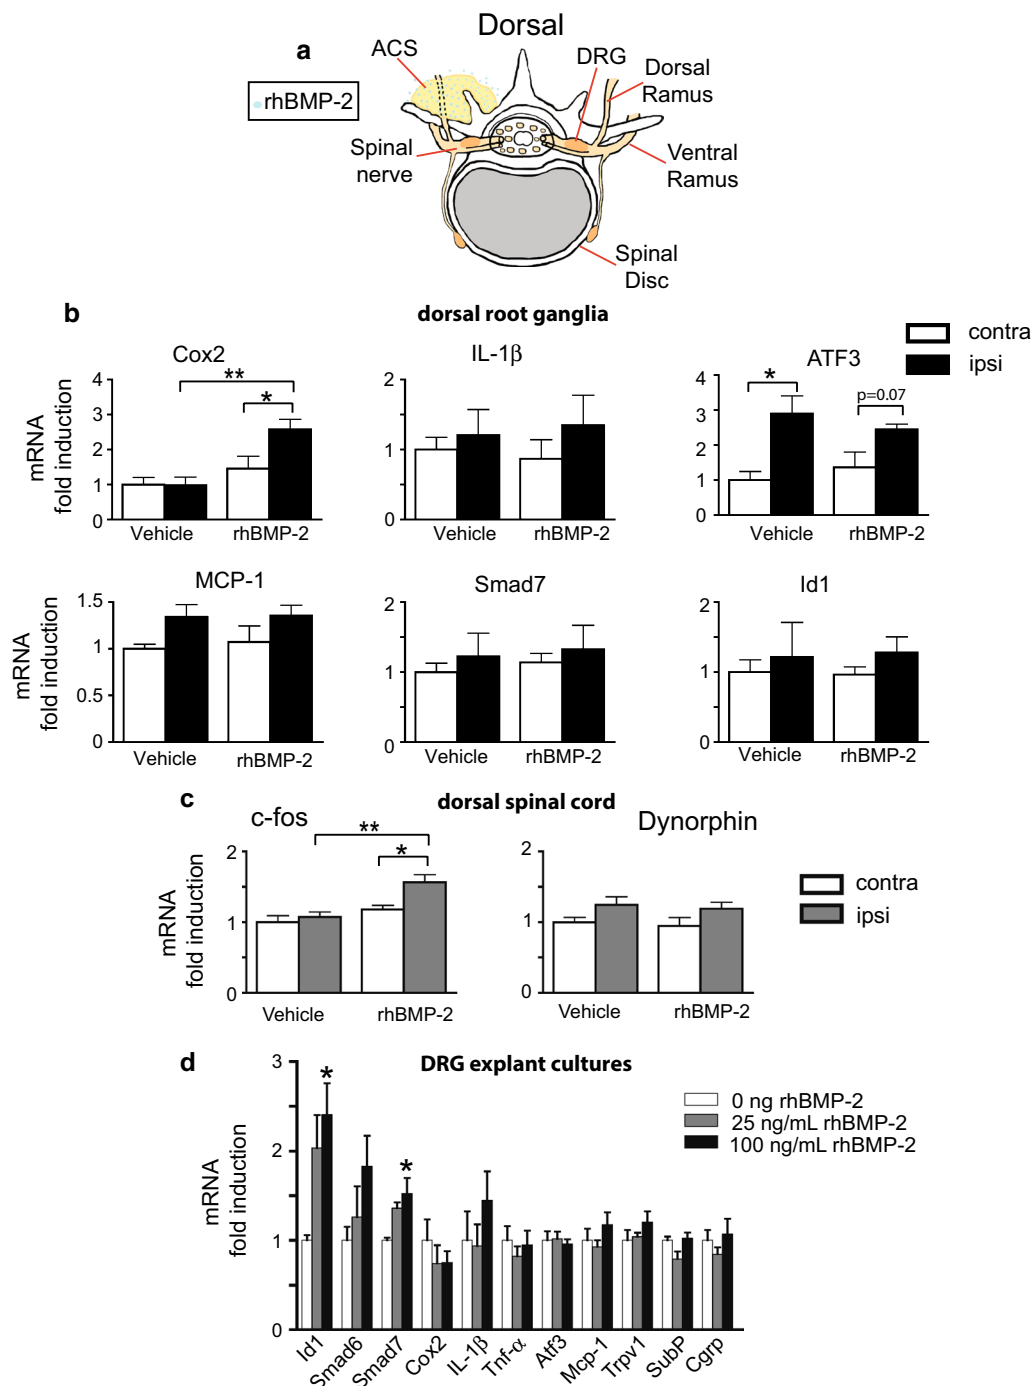 Dorsal
a
ACS
DRG
Dorsal
Ramus
rhBMP-2
Spinal
nerve
Ventral
Ramus
Spinal
Disc
b
dorsal root ganglia
contra
ipsi
Cox2
IL-1β
ATF3
mRNA
fold induction
4
3
2
1
0
**
*
Vehicle
rhBMP-2
2
1
0
Vehicle
rhBMP-2
4
3
2
1
0
*
p=0.07
Vehicle
rhBMP-2
MCP-1
Smad7
Id1
mRNA
fold induction
1.5
1
0.5
0
Vehicle
rhBMP-2
2
1
0
Vehicle
rhBMP-2
2
1
0
Vehicle
rhBMP-2
c
dorsal spinal cord
c-fos
Dynorphin
mRNA
fold induction
2
1
0
**
*
Vehicle
rhBMP-2
2
1
0
Vehicle
rhBMP-2
contra
ipsi
d
DRG explant cultures
mRNA
fold induction
3
2
1
0
*
*
0 ng rhBMP-2
25 ng/mL rhBMP-2
100 ng/mL rhBMP-2
Id1
Smad6
Smad7
Cox2
IL-1β
Tnf-α
Atf3
Mcp-1
Trpv1
SubP
Cgrp